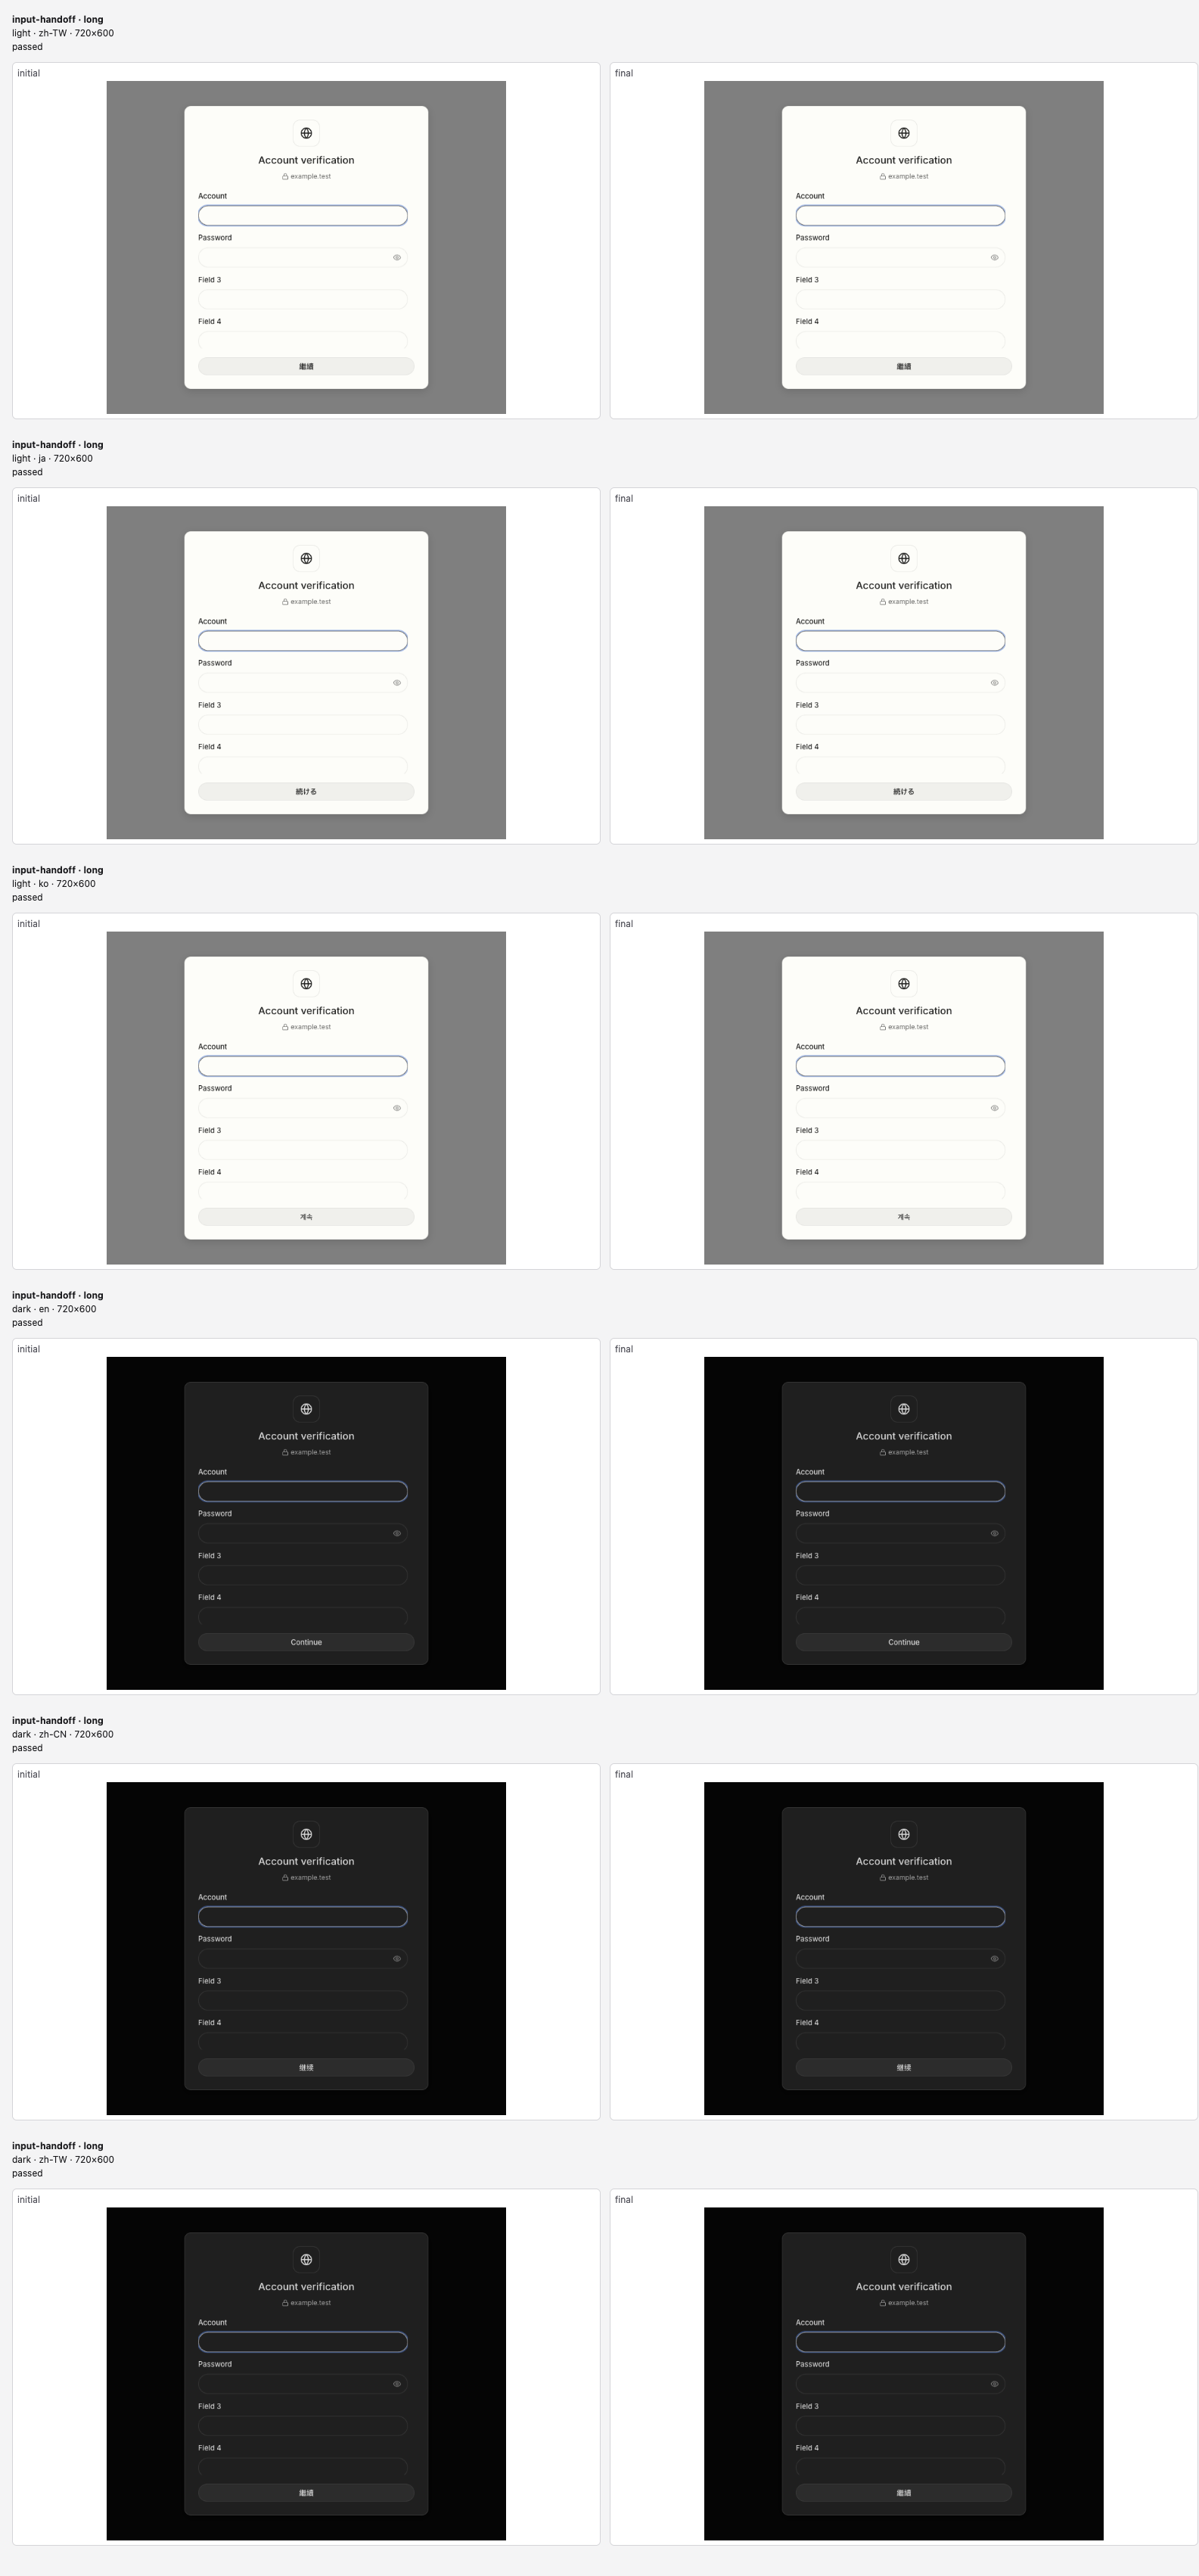 input-handoff · long
light · zh-TW · 720×600
passed
initial
Account verification
example.test
Account
Password
Field 3
Field 4
繼續
final
Account verification
example.test
Account
Password
Field 3
Field 4
繼續
input-handoff · long
light · ja · 720×600
passed
initial
Account verification
example.test
Account
Password
Field 3
Field 4
続ける
final
Account verification
example.test
Account
Password
Field 3
Field 4
続ける
input-handoff · long
light · ko · 720×600
passed
initial
Account verification
example.test
Account
Password
Field 3
Field 4
계속
final
Account verification
example.test
Account
Password
Field 3
Field 4
계속
input-handoff · long
dark · en · 720×600
passed
initial
Account verification
example.test
Account
Password
Field 3
Field 4
Continue
final
Account verification
example.test
Account
Password
Field 3
Field 4
Continue
input-handoff · long
dark · zh-CN · 720×600
passed
initial
Account verification
example.test
Account
Password
Field 3
Field 4
继续
final
Account verification
example.test
Account
Password
Field 3
Field 4
继续
input-handoff · long
dark · zh-TW · 720×600
passed
initial
Account verification
example.test
Account
Password
Field 3
Field 4
繼續
final
Account verification
example.test
Account
Password
Field 3
Field 4
繼續